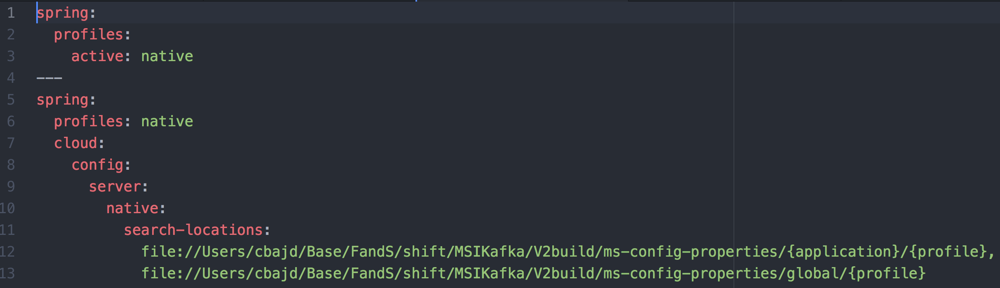 1 spring:
2   profiles:
3     active: native
4 ---
5 spring:
6   profiles: native
7   cloud:
8     config:
9       server:
10         native:
11           search-locations:
12             file://Users/cbajd/Base/FandS/shift/MSIKafka/V2build/ms-config-properties/{application}/{profile},
13             file://Users/cbajd/Base/FandS/shift/MSIKafka/V2build/ms-config-properties/global/{profile}